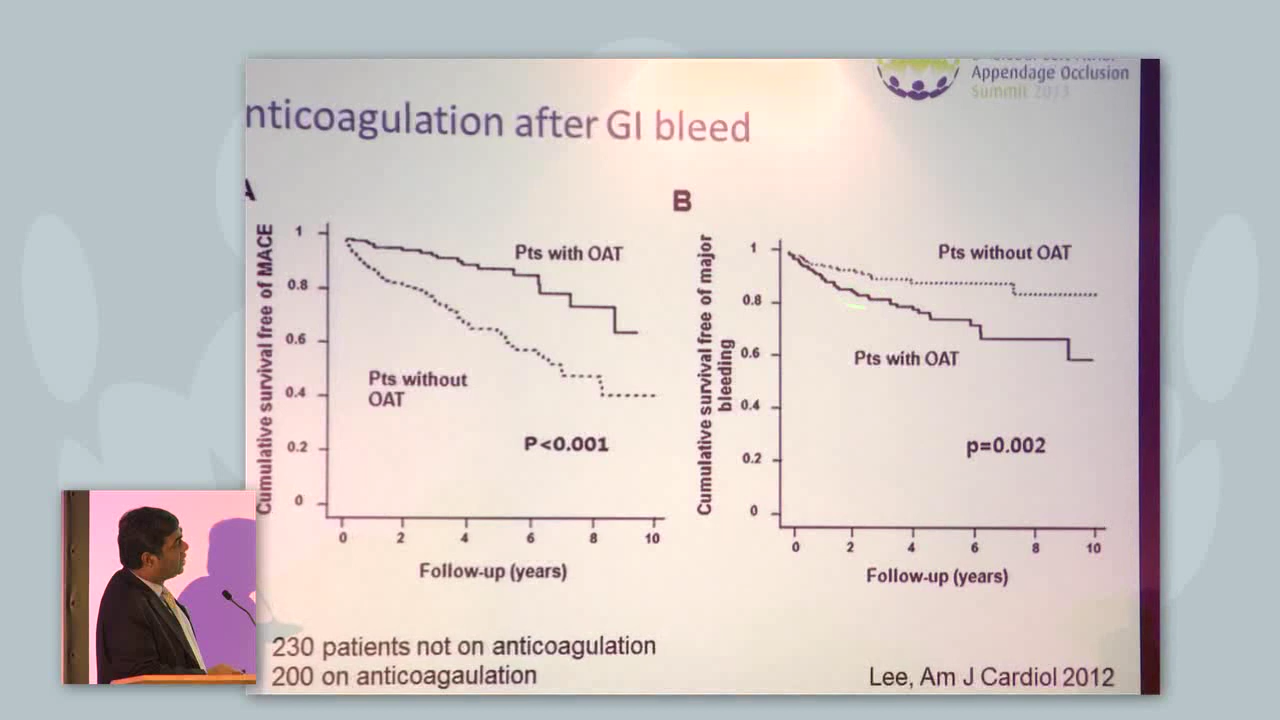 Appendage Occlusion
Summit 2013
nticoagulation after GI bleed
A
B
Cumulative survival free of MACE
1
0.8
0.6
0.4
0.2
0
Pts with OAT
Pts without
OAT
P<0.001
0 2 4 6 8 10
Follow-up (years)
Cumulative survival free of major
bleeding
1
0.8
0.6
0.4
0.2
0
Pts without OAT
Pts with OAT
p=0.002
0 2 4 6 8 10
Follow-up (years)
230 patients not on anticoagulation
200 on anticoagaulation
Lee, Am J Cardiol 2012